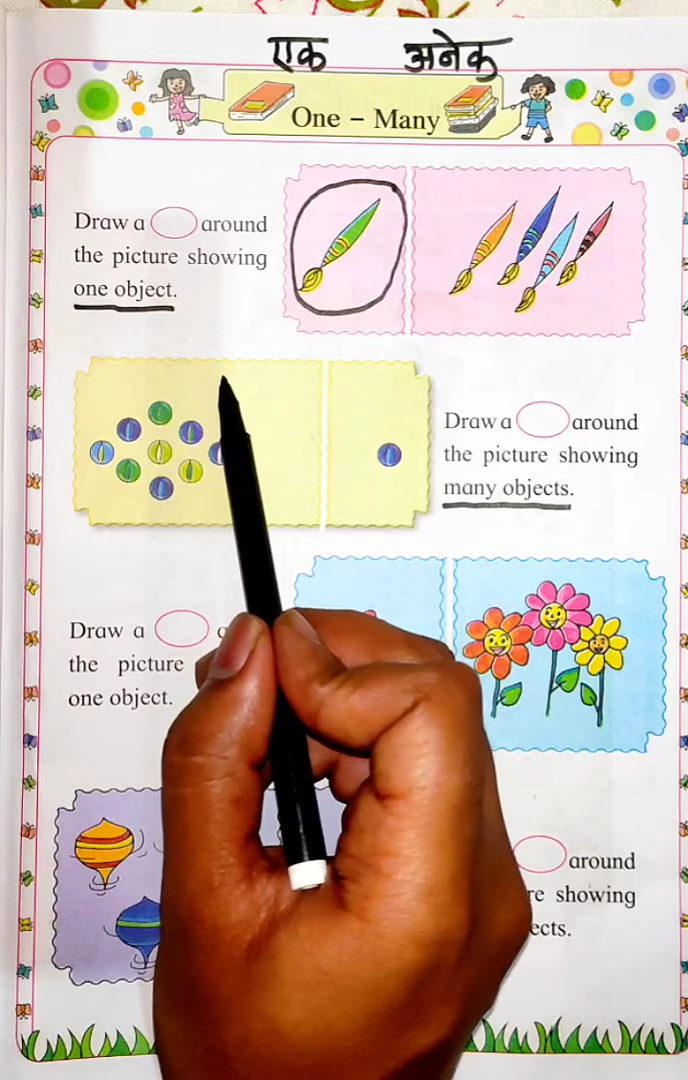 एक अनेक
One – Many
Draw a around
the picture showing
one object.
Draw a around
the picture showing
many objects.
Draw a
the picture
one object.
around
showing